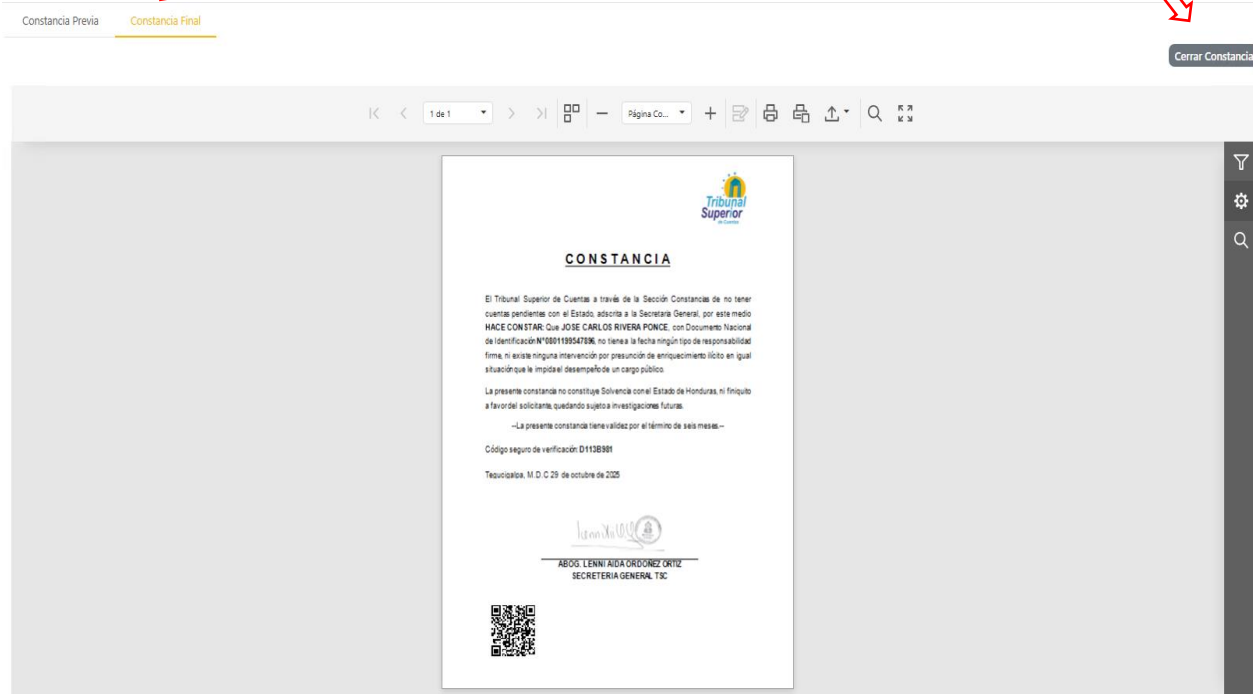 Constancia Previa
Constancia Final
Cerrar Constancia
1 de 1
Página Co...
Tribunal
Superior
de Cuentas
CONSTANCIA
El Tribunal Superior de Cuentas a través de la Sección Constancias de no tener
cuentas pendientes con el Estado, adscrita a la Secretaria General, por este medio
HACE CONSTAR: Que JOSE CARLOS RIVERA PONCE, con Documento Nacional
de Identificación N°0801199547896, no tiene a la fecha ningún tipo de responsabilidad
firme, ni existe ninguna intervención por presunción de enriquecimiento ilícito en igual
situación que le impida el desempeño de un cargo público.
La presente constancia no constituye Solvencia con el Estado de Honduras, ni finiquito
a favor del solicitante, quedando sujeto a investigaciones futuras.
--La presente constancia tiene validez por el término de seis meses.--
Código seguro de verificación: D113B981
Tegucigalpa, M.D.C 29 de octubre de 2025
ABOG. LENNI AIDA ORDOÑEZ ORTIZ
SECRETERIA GENERAL TSC